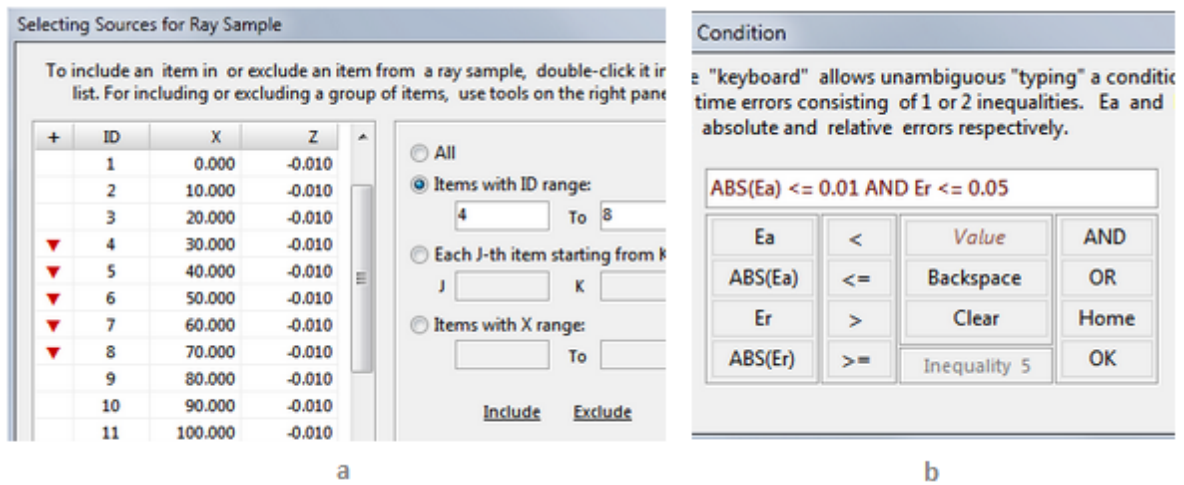 Selecting Sources for Ray Sample
To include an item in or exclude an item from a ray sample, double-click it ir
list. For including or excluding a group of items, use tools on the right pane
+ ID X Z
1 0.000 -0.010
2 10.000 -0.010
3 20.000 -0.010
4 30.000 -0.010
5 40.000 -0.010
6 50.000 -0.010
7 60.000 -0.010
8 70.000 -0.010
9 80.000 -0.010
10 90.000 -0.010
11 100.000 -0.010
All
Items with ID range:
4 To 8
Each J-th item starting from K
J K
Items with X range:
To
Include Exclude
a
Condition
e "keyboard" allows unambiguous "typing" a conditio
time errors consisting of 1 or 2 inequalities. Ea and
absolute and relative errors respectively.
ABS(Ea) <= 0.01 AND Er <= 0.05
Ea < Value AND
ABS(Ea) <= Backspace OR
Er > Clear Home
ABS(Er) >= Inequality 5 OK
b